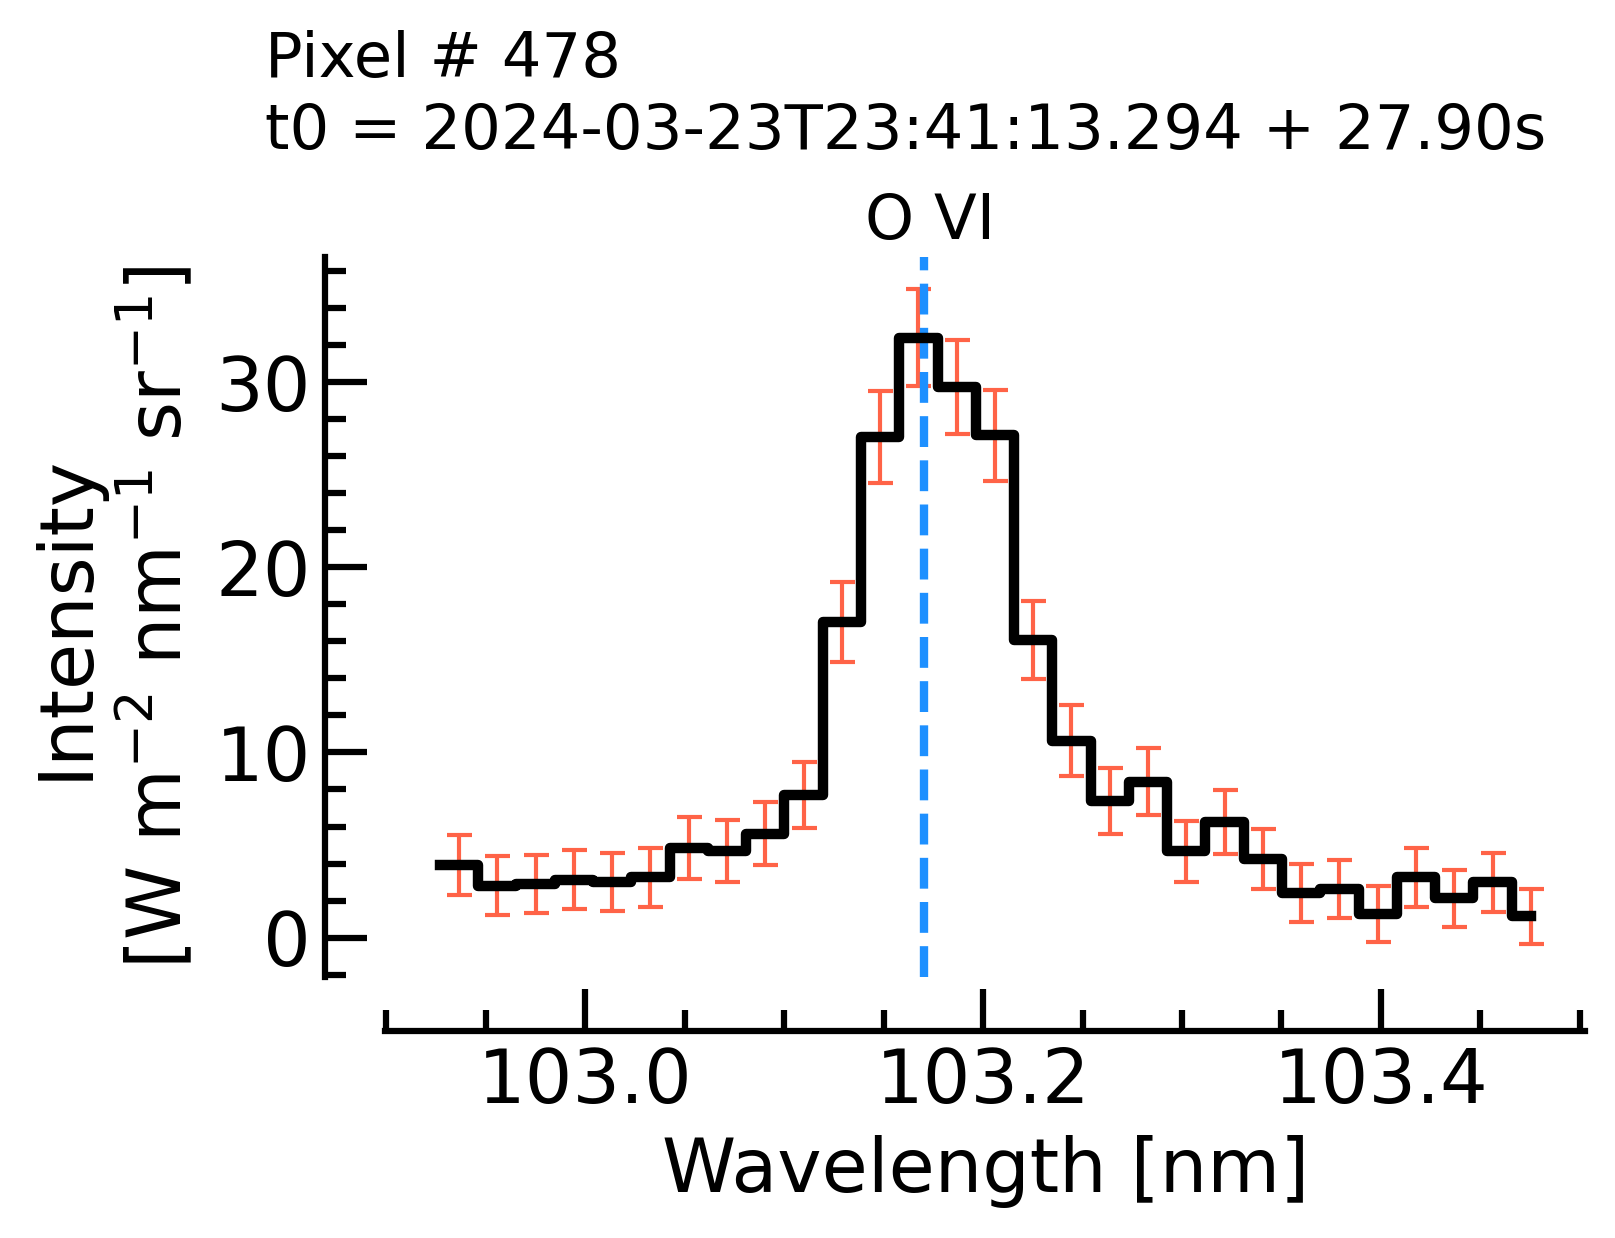 Pixel # 478
t0 = 2024-03-23T23:41:13.294 + 27.90s
O VI
Intensity
[W m⁻² nm⁻¹ sr⁻¹]
30
20
10
0
103.0 103.2 103.4
Wavelength [nm]